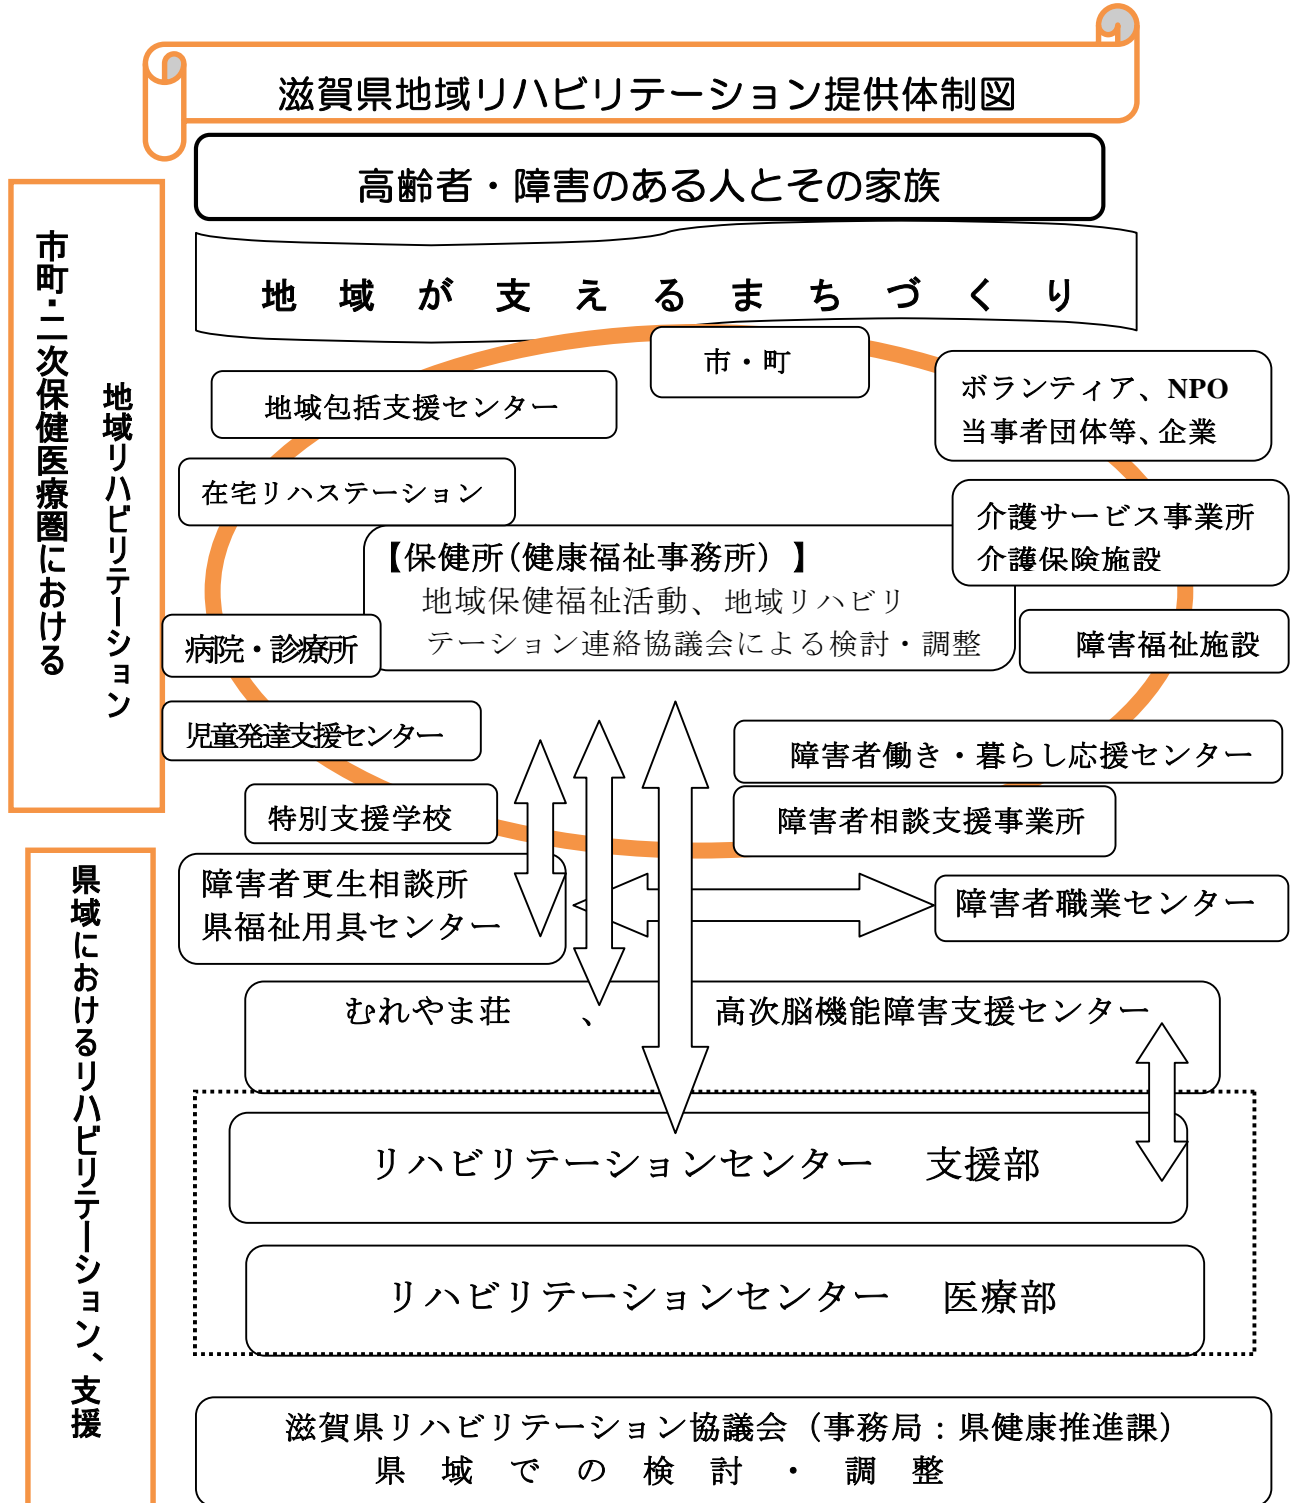 滋賀県地域リハビリテーション提供体制図
高齢者・障害のある人とその家族
地域が支えるまちづくり
市町・二次保健医療圏における
地域リハビリテーション
市・町
地域包括支援センター
ボランティア、NPO
当事者団体等、企業
在宅リハステーション
介護サービス事業所
介護保険施設
【保健所(健康福祉事務所）】
地域保健福祉活動、地域リハビリ
テーション連絡協議会による検討・調整
病院・診療所
障害福祉施設
児童発達支援センター
障害者働き・暮らし応援センター
特別支援学校
障害者相談支援事業所
県域におけるリハビリテーション、支援
障害者更生相談所
県福祉用具センター
障害者職業センター
むれやま荘　、　高次脳機能障害支援センター
リハビリテーションセンター　支援部
リハビリテーションセンター　医療部
滋賀県リハビリテーション協議会（事務局：県健康推進課）
県域での検討・調整